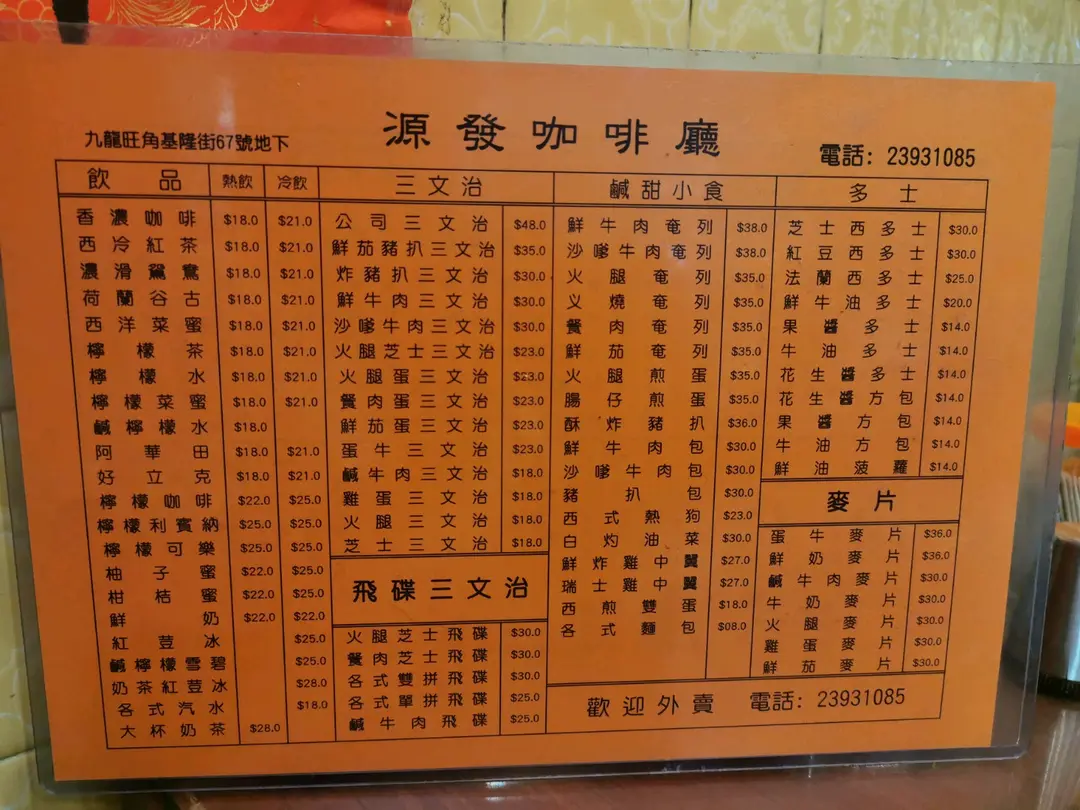 源發咖啡廳
九龍旺角基隆街67號地下
電話: 23931085
飲品 熱飲 冷飲
香濃咖啡 $18.0 $21.0
西冷紅茶 $18.0 $21.0
濃滑鴛鴦 $18.0 $21.0
荷蘭谷古 $18.0 $21.0
西洋菜蜜 $18.0 $21.0
檸檬茶 $18.0 $21.0
檸檬水 $18.0 $21.0
檸檬菜蜜 $18.0 $21.0
鹹檸檬水 $18.0
阿華田 $18.0 $21.0
好立克 $18.0 $21.0
檸檬咖啡 $22.0 $25.0
檸檬利賓納 $25.0 $25.0
檸檬可樂 $25.0 $25.0
柚子蜜 $22.0 $25.0
柑桔蜜 $22.0 $25.0
鮮奶 $22.0 $22.0
紅荳冰 $25.0
鹹檸檬雪碧 $25.0
奶茶紅荳冰 $28.0
各式汽水 $18.0
大杯奶茶 $28.0
三文治
公司三文治 $48.0
鮮茄豬扒三文治 $35.0
炸豬扒三文治 $30.0
鮮牛肉三文治 $30.0
沙嗲牛肉三文治 $30.0
火腿芝士三文治 $23.0
火腿蛋三文治 $23.0
餐肉蛋三文治 $23.0
鮮茄蛋三文治 $23.0
蛋牛三文治 $23.0
鹹牛肉三文治 $18.0
雞蛋三文治 $18.0
火腿三文治 $18.0
芝士三文治 $18.0
飛碟三文治
火腿芝士飛碟 $30.0
餐肉芝士飛碟 $30.0
各式雙拼飛碟 $30.0
各式單拼飛碟 $25.0
鹹牛肉飛碟 $25.0
鹹甜小食
鮮牛肉奄列 $38.0
沙嗲牛肉奄列 $38.0
火腿奄列 $35.0
义燒奄列 $35.0
餐肉奄列 $35.0
鮮茄奄列 $35.0
火腿煎蛋 $35.0
腸仔煎蛋 $35.0
酥炸豬扒 $36.0
鮮牛肉包 $30.0
沙嗲牛肉包 $30.0
豬扒包 $30.0
西式熱狗 $23.0
白灼油菜 $30.0
鮮炸雞中翼 $27.0
瑞士雞中翼 $27.0
西煎雙蛋 $18.0
各式麵包 $08.0
多士
芝士西多士 $30.0
紅豆西多士 $30.0
法蘭西多士 $25.0
鮮牛油多士 $20.0
果醬多士 $14.0
牛油多士 $14.0
花生醬多士 $14.0
花生醬方包 $14.0
果醬方包 $14.0
牛油方包 $14.0
鮮油菠蘿 $14.0
麥片
蛋牛麥片 $36.0
鮮奶麥片 $36.0
鹹牛肉麥片 $30.0
牛奶麥片 $30.0
火腿麥片 $30.0
雞蛋麥片 $30.0
鮮茄麥片 $30.0
歡迎外賣 電話: 23931085